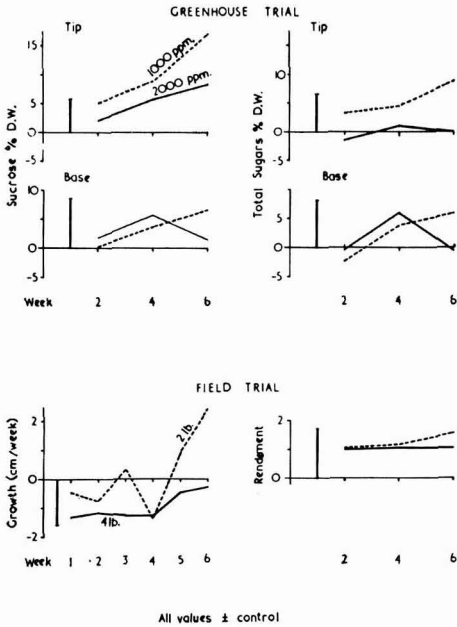 GREENHOUSE TRIAL
Tip
Sucrose % D.W.
15
5
0
-5
1000 ppm.
2000 ppm.
Base
10
0
-5
Week 2 4 6
Tip
Total Sugars % D.W.
10
0
-5
Base
5
0
-5
2 4 6
FIELD TRIAL
Growth (cm/week)
2
0
-2
2 lb.
4 lb.
Week 1 2 3 4 5 6
Rendement
2
0
2 4 6
All values ± control